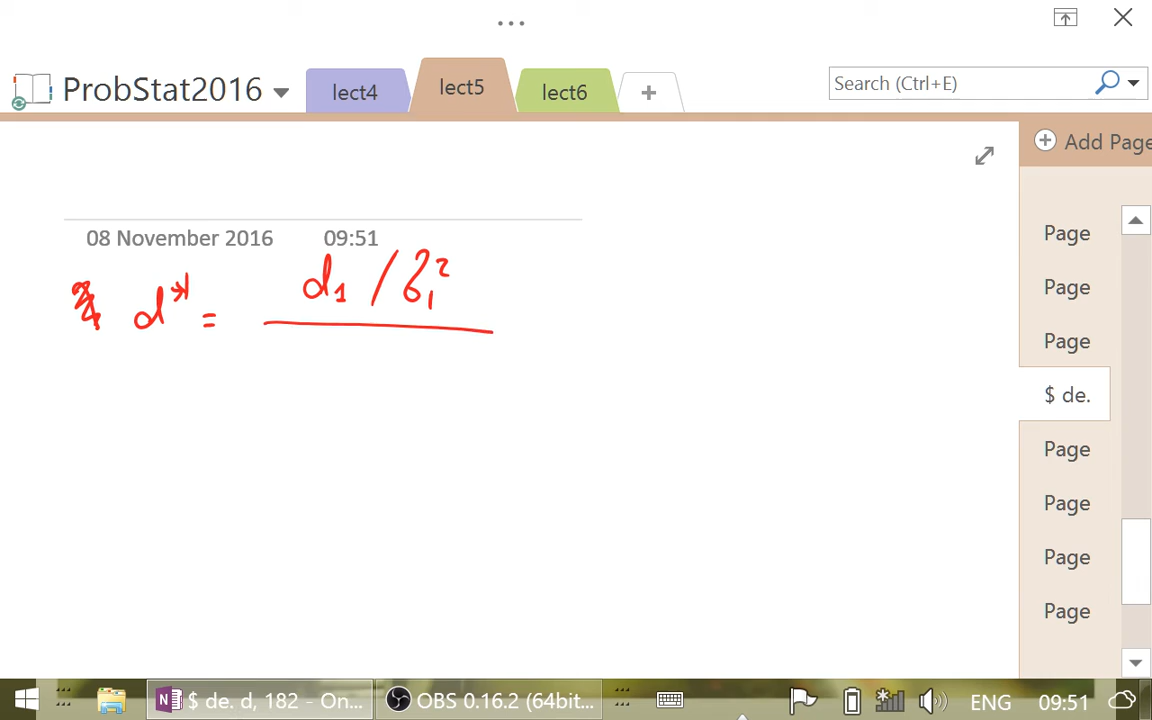 ProbStat2016
lect4
lect5
lect6
Search (Ctrl+E)
Add Page
08 November 2016 09:51
d* = d₁ / σ₁²
Page
Page
Page
$ de.
Page
Page
Page
Page
$ de. d, 182 - On...
OBS 0.16.2 (64bit...
ENG
09:51